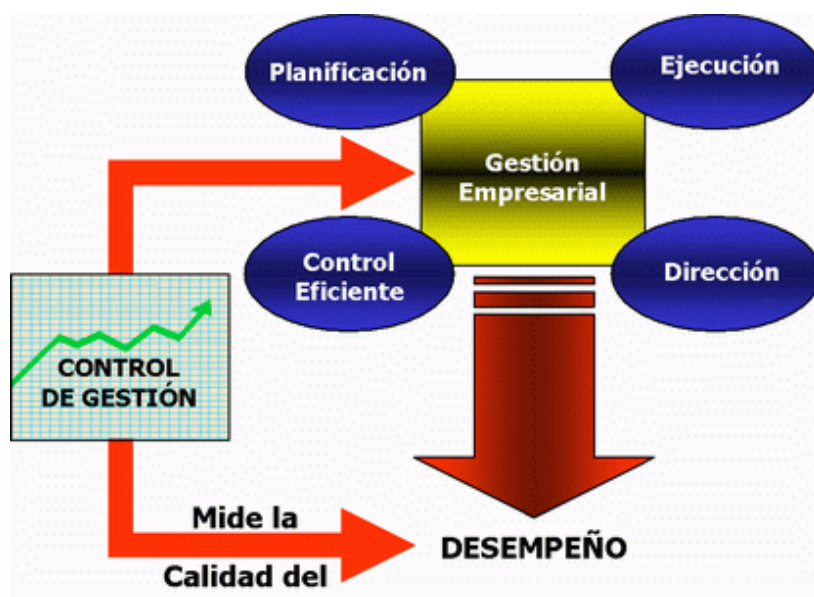 Planificación
Ejecución
Gestión
Empresarial
Control
Eficiente
Dirección
CONTROL
DE GESTIÓN
Mide la
Calidad del
DESEMPEÑO